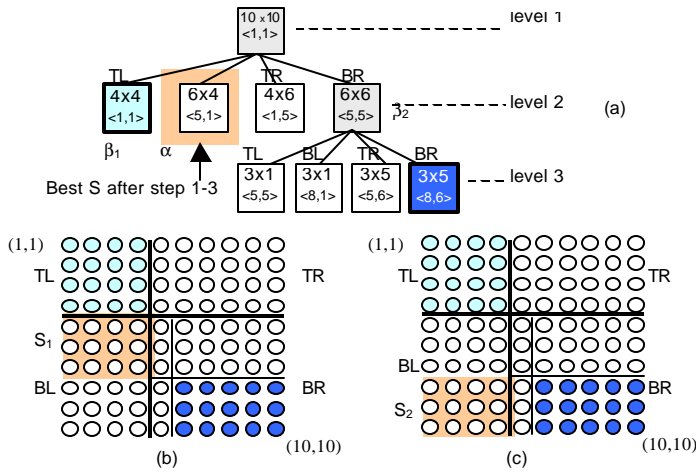 10 x10
<1,1>
level 1
TL
TR
BR
4x4
<1,1>
6x4
<5,1>
4x6
<1,5>
6x6
<5,5>
level 2
(a)
β1
α
β2
TL
BL
TR
BR
Best S after step 1-3
3x1
<5,5>
3x1
<8,1>
3x5
<5,6>
3x5
<8,6>
level 3
(1,1)
TL
TR
S1
BL
BR
(10,10)
(b)
(1,1)
TL
TR
BL
BR
S2
(10,10)
(c)